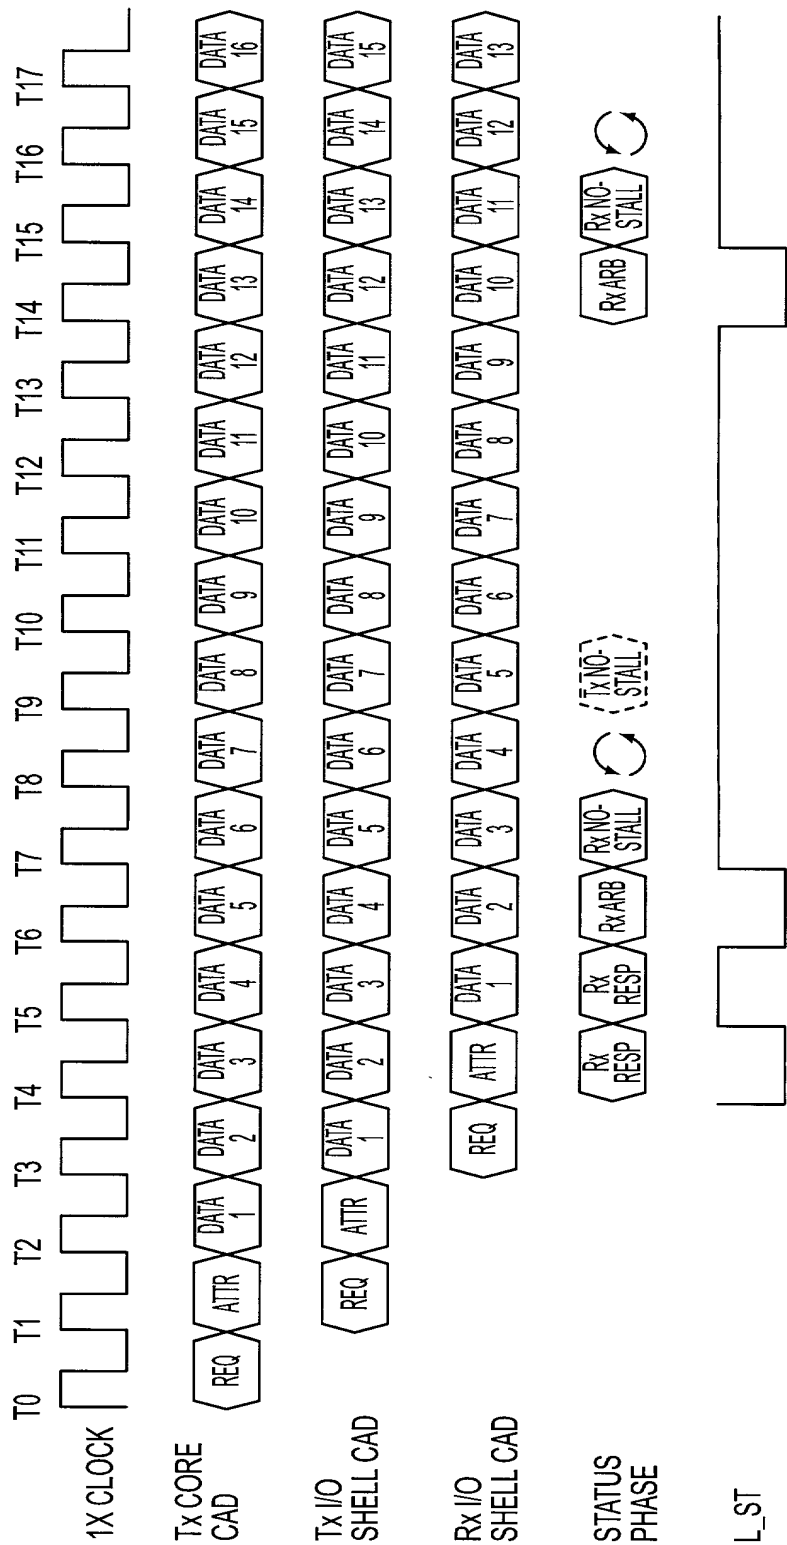 T0 T1 T2 T3 T4 T5 T6 T7 T8 T9 T10 T11 T12 T13 T14 T15 T16 T17
1X CLOCK
Tx CORE
CAD
REQ ATTR DATA 1 DATA 2 DATA 3 DATA 4 DATA 5 DATA 6 DATA 7 DATA 8 DATA 9 DATA 10 DATA 11 DATA 12 DATA 13 DATA 14 DATA 15 DATA 16
Tx I/O
SHELL CAD
REQ ATTR DATA 1 DATA 2 DATA 3 DATA 4 DATA 5 DATA 6 DATA 7 DATA 8 DATA 9 DATA 10 DATA 11 DATA 12 DATA 13 DATA 14 DATA 15
Rx I/O
SHELL CAD
REQ ATTR DATA 1 DATA 2 DATA 3 DATA 4 DATA 5 DATA 6 DATA 7 DATA 8 DATA 9 DATA 10 DATA 11 DATA 12 DATA 13
STATUS
PHASE
Rx RESP Rx RESP Rx ARB Rx NO-STALL Tx NO-STALL Rx ARB Rx NO-STALL
L_ST